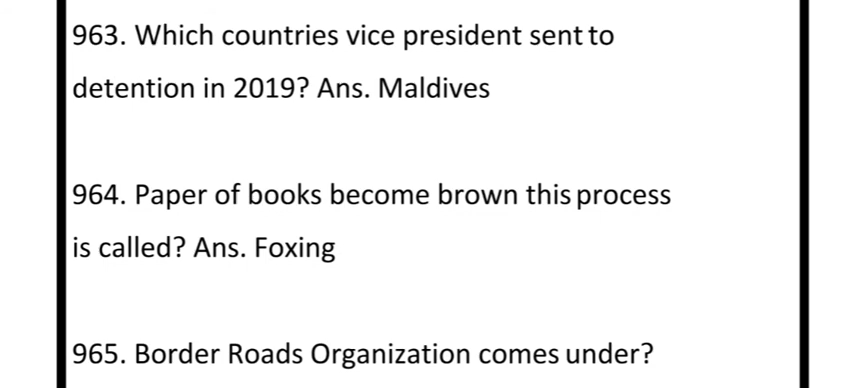 963. Which countries vice president sent to
detention in 2019? Ans. Maldives
964. Paper of books become brown this process
is called? Ans. Foxing
965. Border Roads Organization comes under?